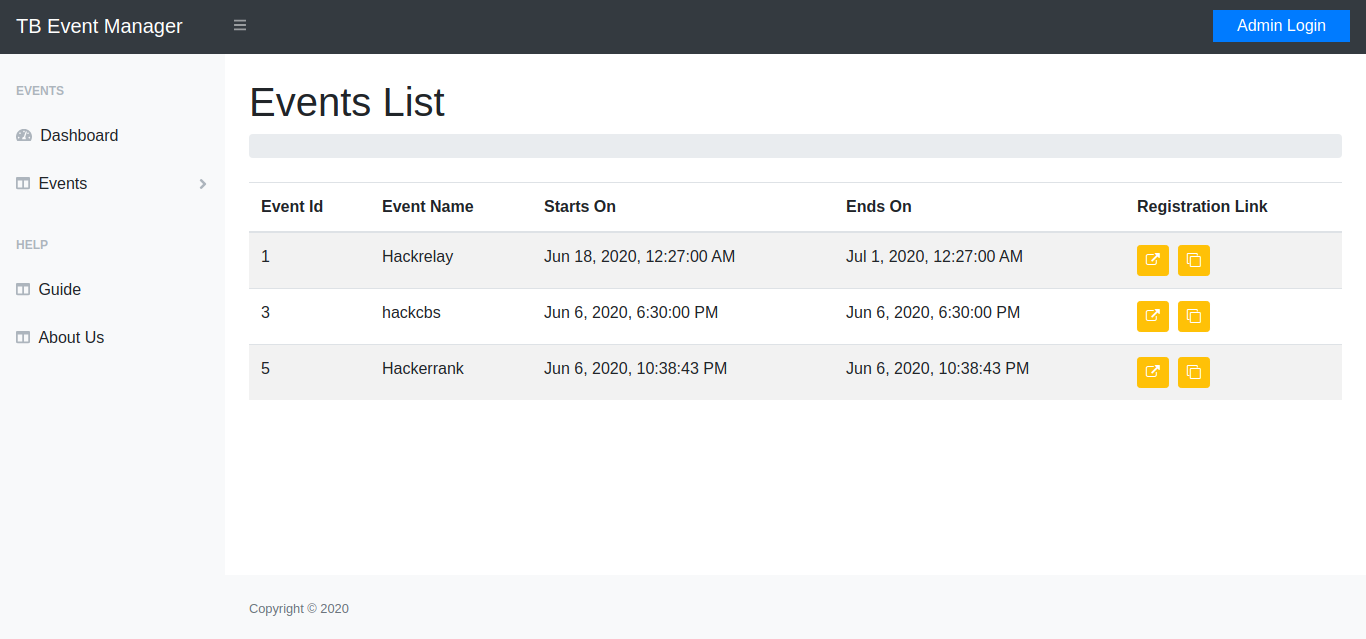 TB Event Manager Admin Login
EVENTS
Dashboard
Events
HELP
Guide
About Us
Events List
Event Id Event Name Starts On Ends On Registration Link
1 Hackrelay Jun 18, 2020, 12:27:00 AM Jul 1, 2020, 12:27:00 AM
3 hackcbs Jun 6, 2020, 6:30:00 PM Jun 6, 2020, 6:30:00 PM
5 Hackerrank Jun 6, 2020, 10:38:43 PM Jun 6, 2020, 10:38:43 PM
Copyright © 2020